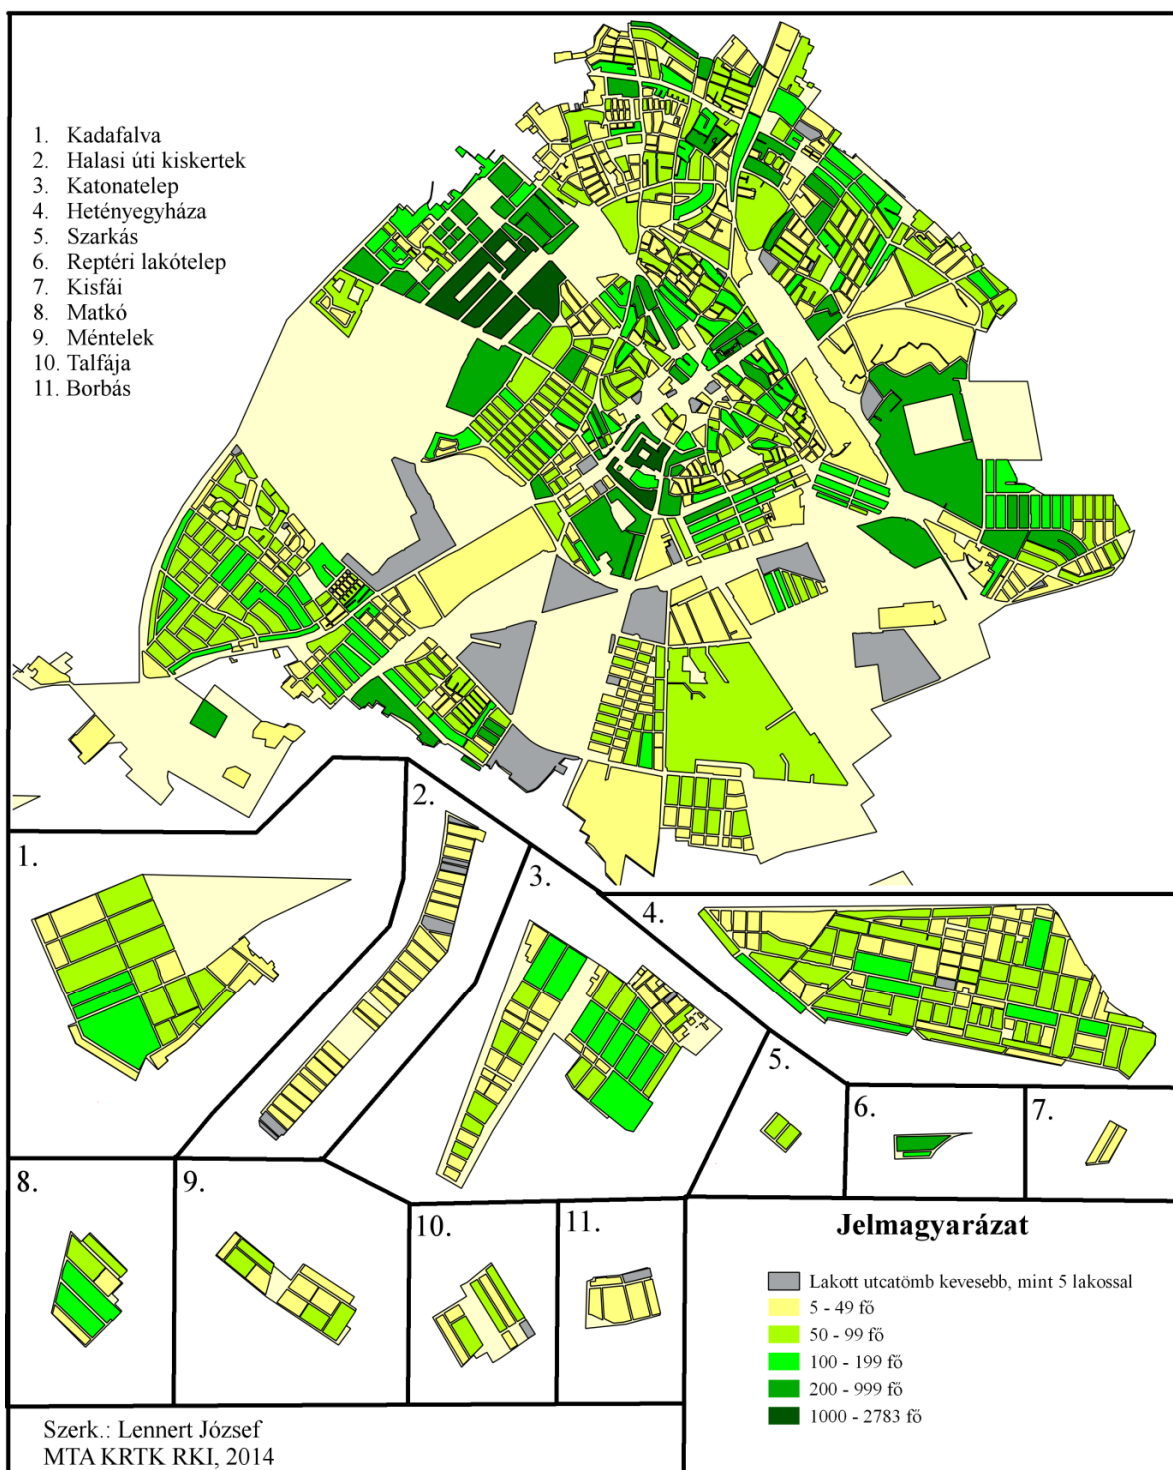 1. Kadafalva
2. Halasi úti kiskertek
3. Katonatelep
4. Hetényegyháza
5. Szarkás
6. Reptéri lakótelep
7. Kisfái
8. Matkó
9. Méntelek
10. Talfája
11. Borbás
1.
2.
3.
4.
5.
6.
7.
8.
9.
10.
11.
Jelmagyarázat
Lakott utcatömb kevesebb, mint 5 lakossal
5 - 49 fő
50 - 99 fő
100 - 199 fő
200 - 999 fő
1000 - 2783 fő
Szerk.: Lennert József
MTA KRTK RKI, 2014